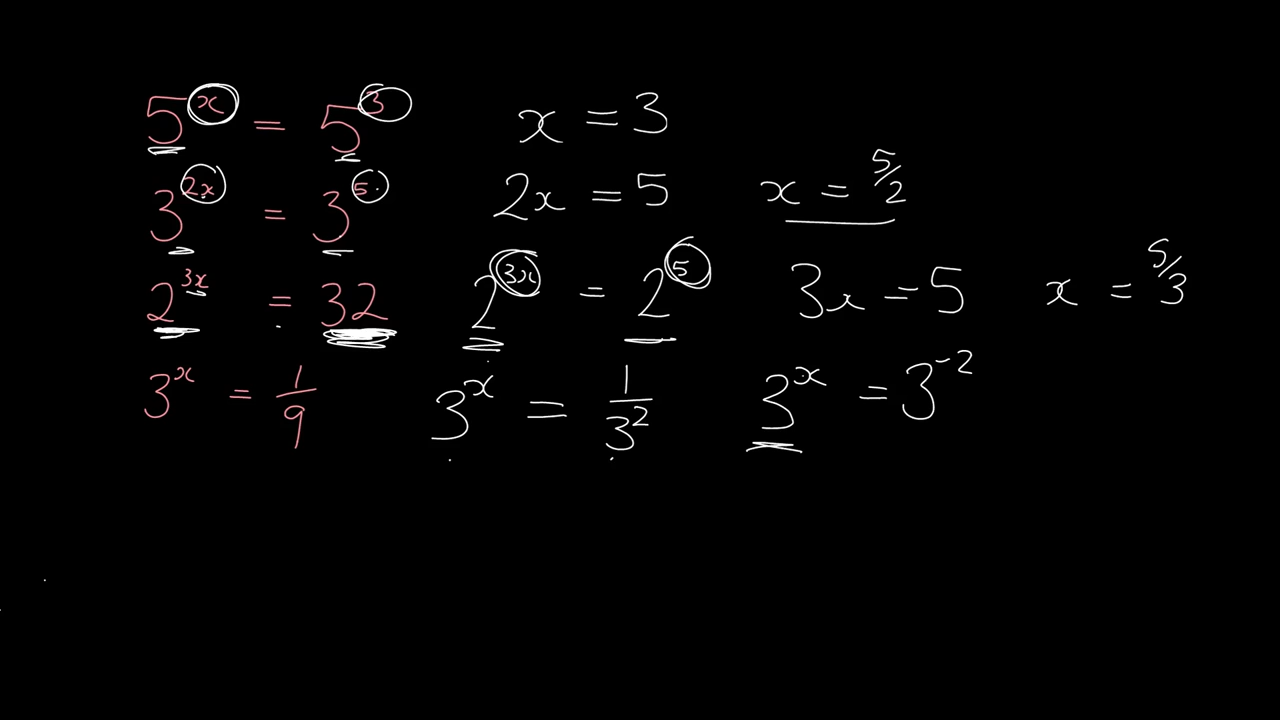 5^x = 5^3 x = 3
3^2x = 3^5 2x = 5 x = 5/2
2^3x = 32 2^3x = 2^5 3x = 5 x = 5/3
3^x = 1/9 3^x = 1/3^2 3^x = 3^-2